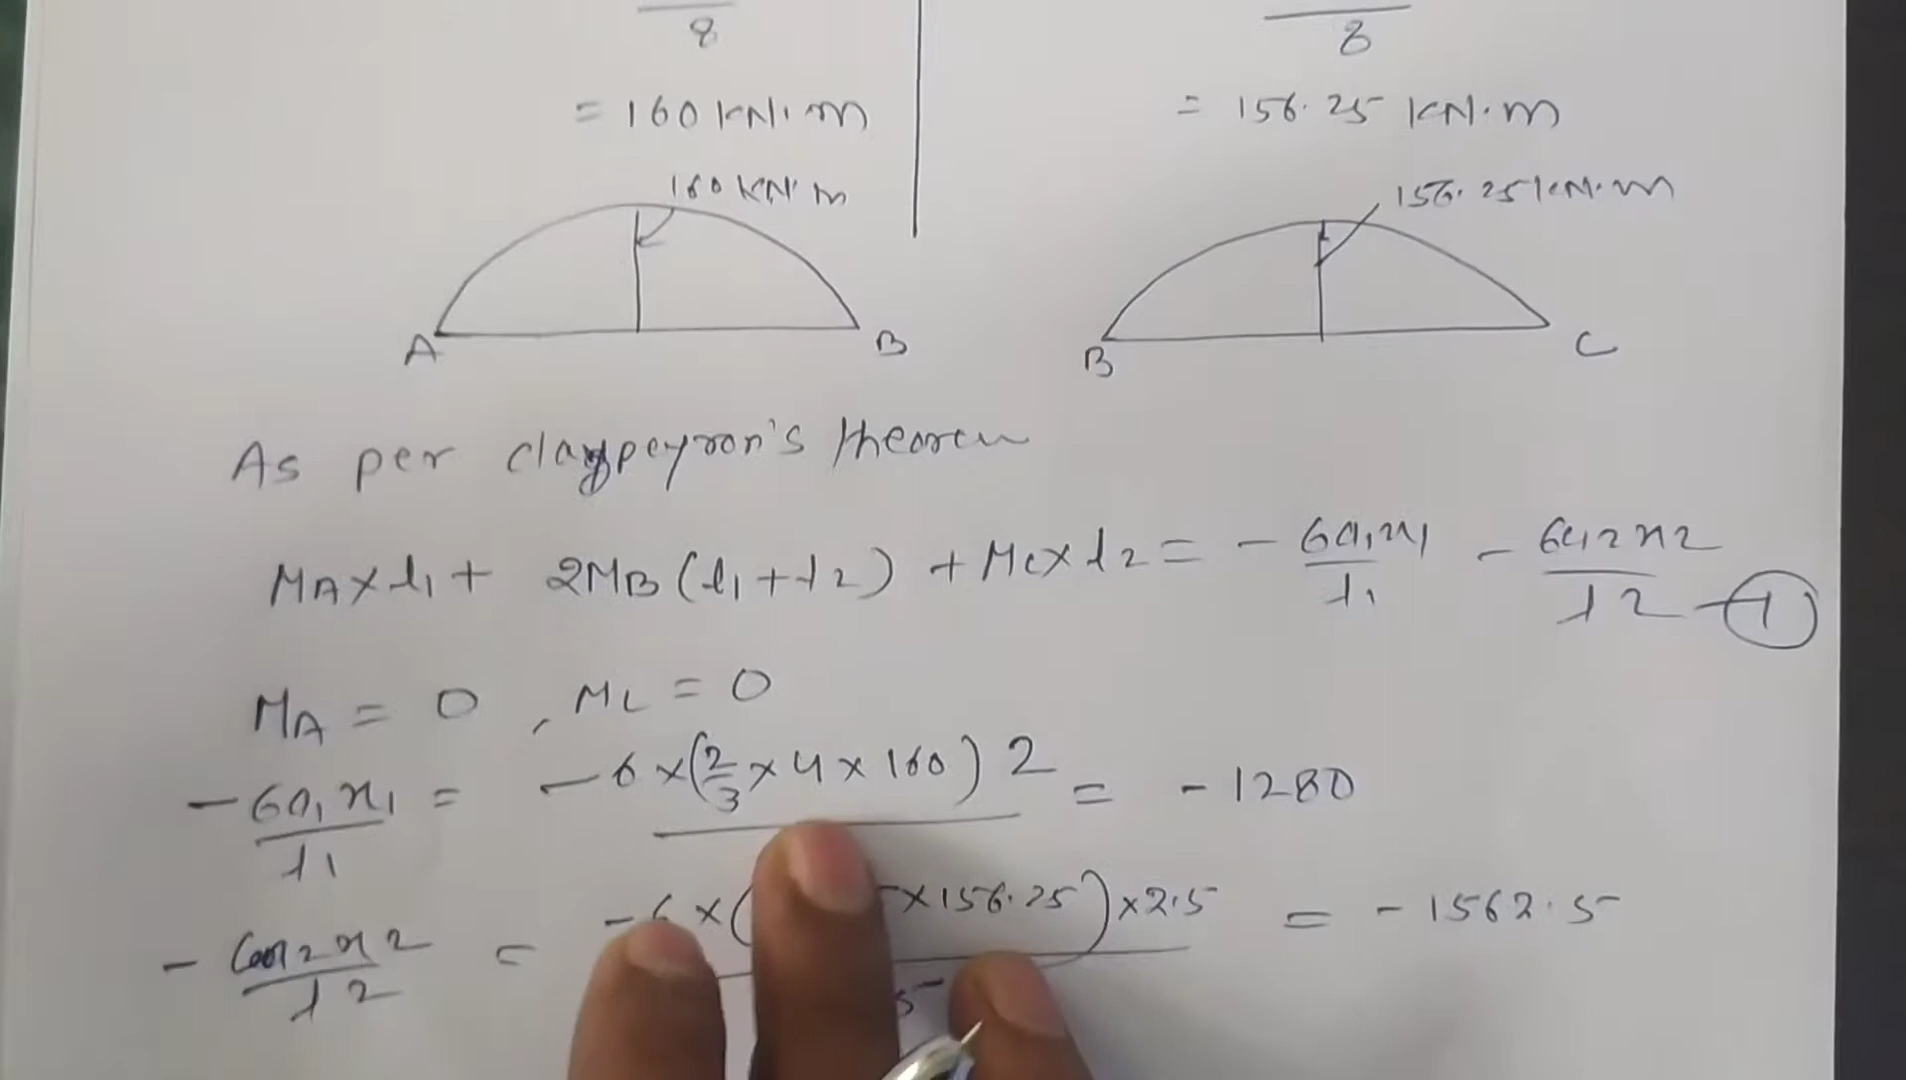 8
8
= 160 kN.m
= 156.25 kN.m
160 kN.m
156.25 kN.m
A
B
B
C
As per claypeyron's theorem
MA x l1 + 2MB (l1 + l2) + Mc x l2 = - 6a1x1/l1 - 6a2x2/l2 — 1
MA = 0 , Mc = 0
- 6a1x1/l1 = - 6 x (2/3 x 4 x 160) 2 = - 1280
- 6a2x2/l2 = - 6 x ( x 156.25) x 2.5 = - 1562.5